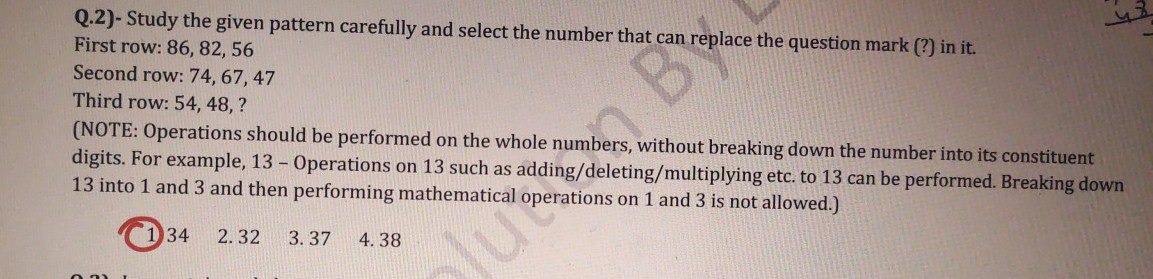 Q.2)- Study the given pattern carefully and select the number that can replace the question mark (?) in it.
First row: 86, 82, 56
Second row: 74, 67, 47
Third row: 54, 48, ?
(NOTE: Operations should be performed on the whole numbers, without breaking down the number into its constituent
digits. For example, 13 – Operations on 13 such as adding/deleting/multiplying etc. to 13 can be performed. Breaking down
13 into 1 and 3 and then performing mathematical operations on 1 and 3 is not allowed.)
1 34 2. 32 3. 37 4. 38
lution By